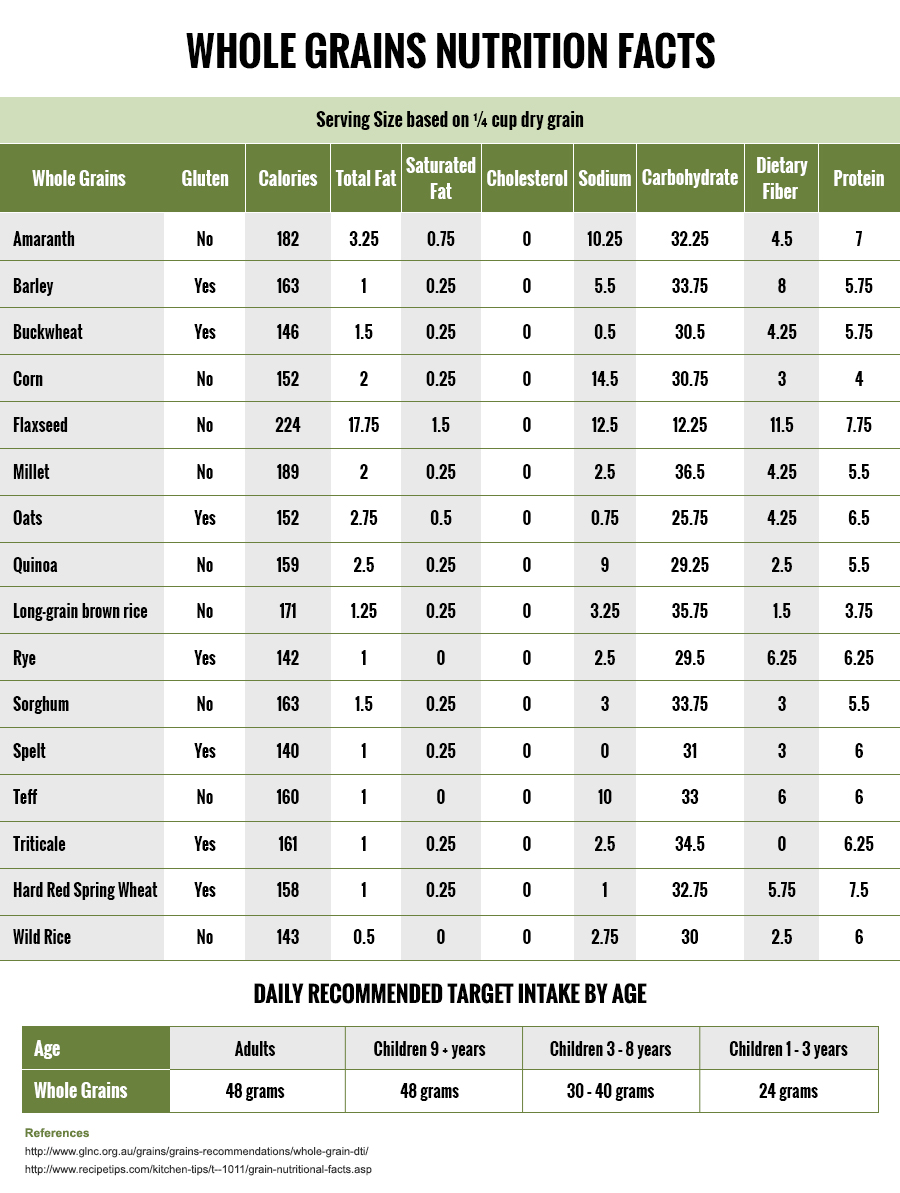 WHOLE GRAINS NUTRITION FACTS
Serving Size based on ¼ cup dry grain
Whole Grains Gluten Calories Total Fat Saturated Fat Cholesterol Sodium Carbohydrate Dietary Fiber Protein
Amaranth No 182 3.25 0.75 0 10.25 32.25 4.5 7
Barley Yes 163 1 0.25 0 5.5 33.75 8 5.75
Buckwheat Yes 146 1.5 0.25 0 0.5 30.5 4.25 5.75
Corn No 152 2 0.25 0 14.5 30.75 3 4
Flaxseed No 224 17.75 1.5 0 12.5 12.25 11.5 7.75
Millet No 189 2 0.25 0 2.5 36.5 4.25 5.5
Oats Yes 152 2.75 0.5 0 0.75 25.75 4.25 6.5
Quinoa No 159 2.5 0.25 0 9 29.25 2.5 5.5
Long-grain brown rice No 171 1.25 0.25 0 3.25 35.75 1.5 3.75
Rye Yes 142 1 0 0 2.5 29.5 6.25 6.25
Sorghum No 163 1.5 0.25 0 3 33.75 3 5.5
Spelt Yes 140 1 0.25 0 0 31 3 6
Teff No 160 1 0 0 10 33 6 6
Triticale Yes 161 1 0.25 0 2.5 34.5 0 6.25
Hard Red Spring Wheat Yes 158 1 0.25 0 1 32.75 5.75 7.5
Wild Rice No 143 0.5 0 0 2.75 30 2.5 6
DAILY RECOMMENDED TARGET INTAKE BY AGE
Age Adults Children 9 + years Children 3 - 8 years Children 1 - 3 years
Whole Grains 48 grams 48 grams 30 - 40 grams 24 grams
References
http://www.glnc.org.au/grains/grains-recommendations/whole-grain-dti/
http://www.recipetips.com/kitchen-tips/t--1011/grain-nutritional-facts.asp